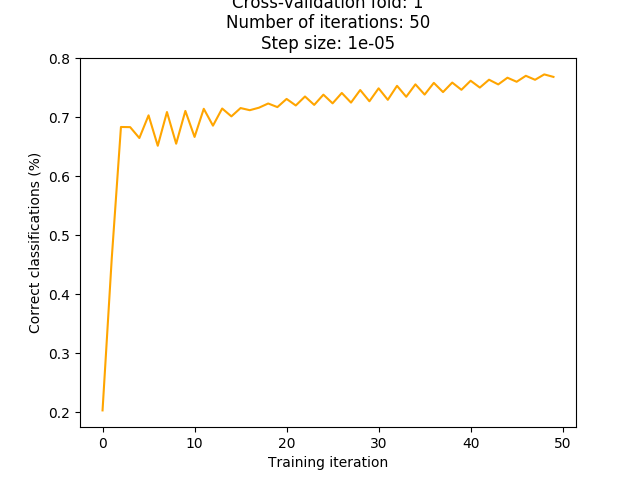 Cross-validation fold: 1
Number of iterations: 50
Step size: 1e-05
0.8
0.7
0.6
0.5
0.4
0.3
0.2
Correct classifications (%)
0 10 20 30 40 50
Training iteration